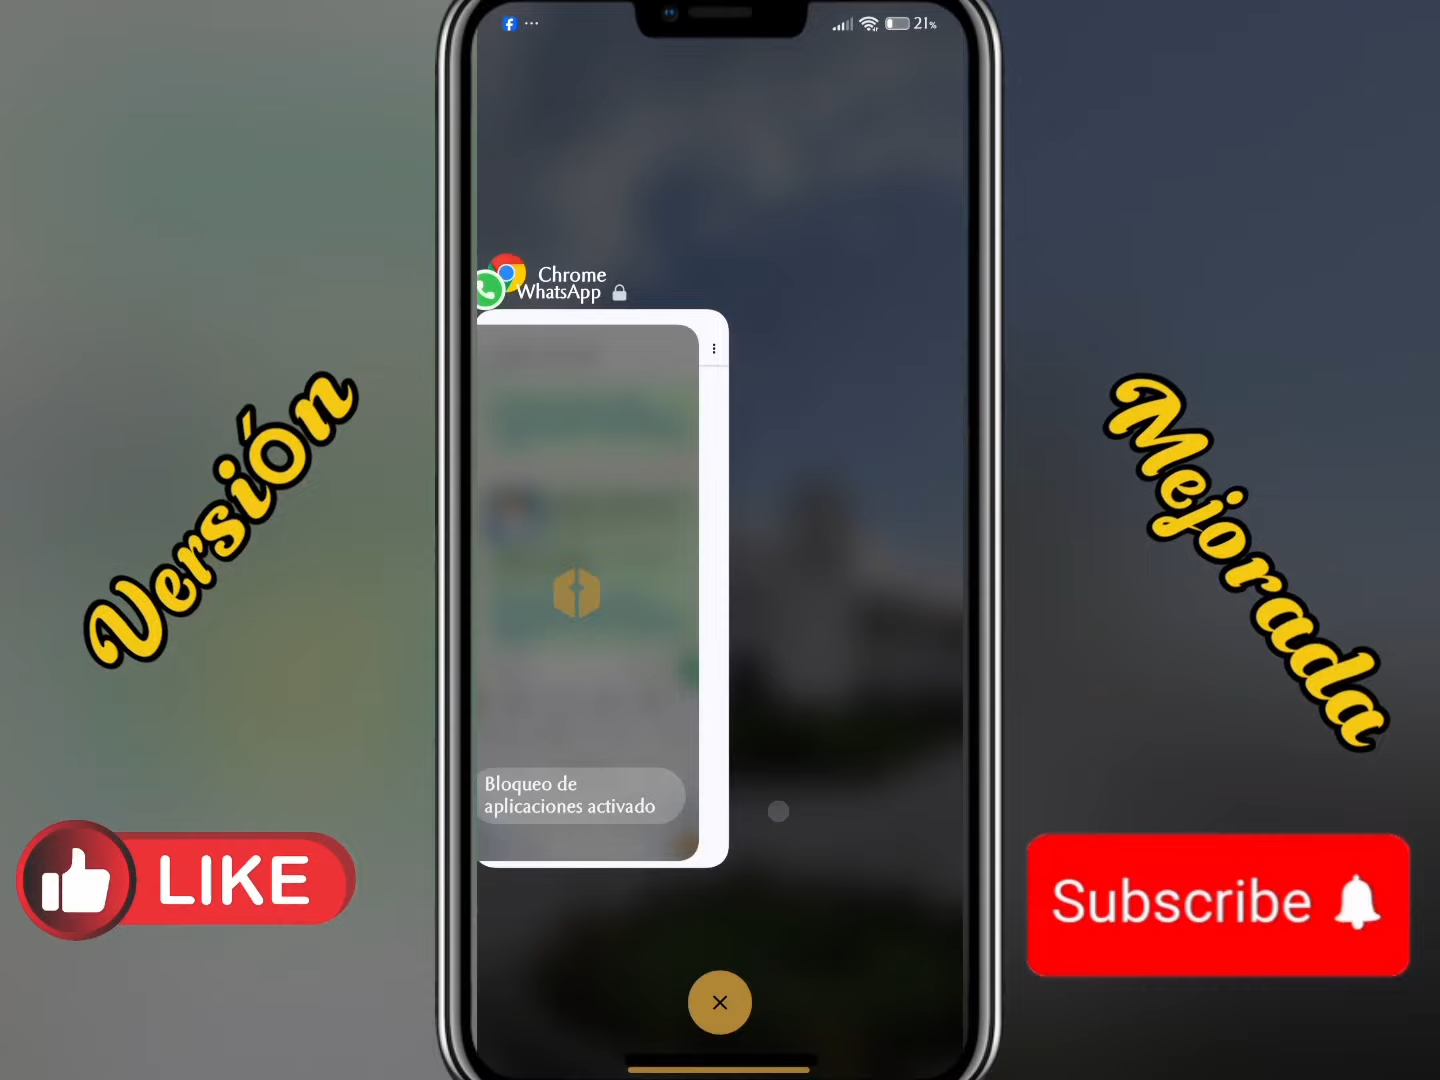 21%
Chrome
WhatsApp
Versión
Mejorada
Bloqueo de
aplicaciones activado
LIKE
Subscribe